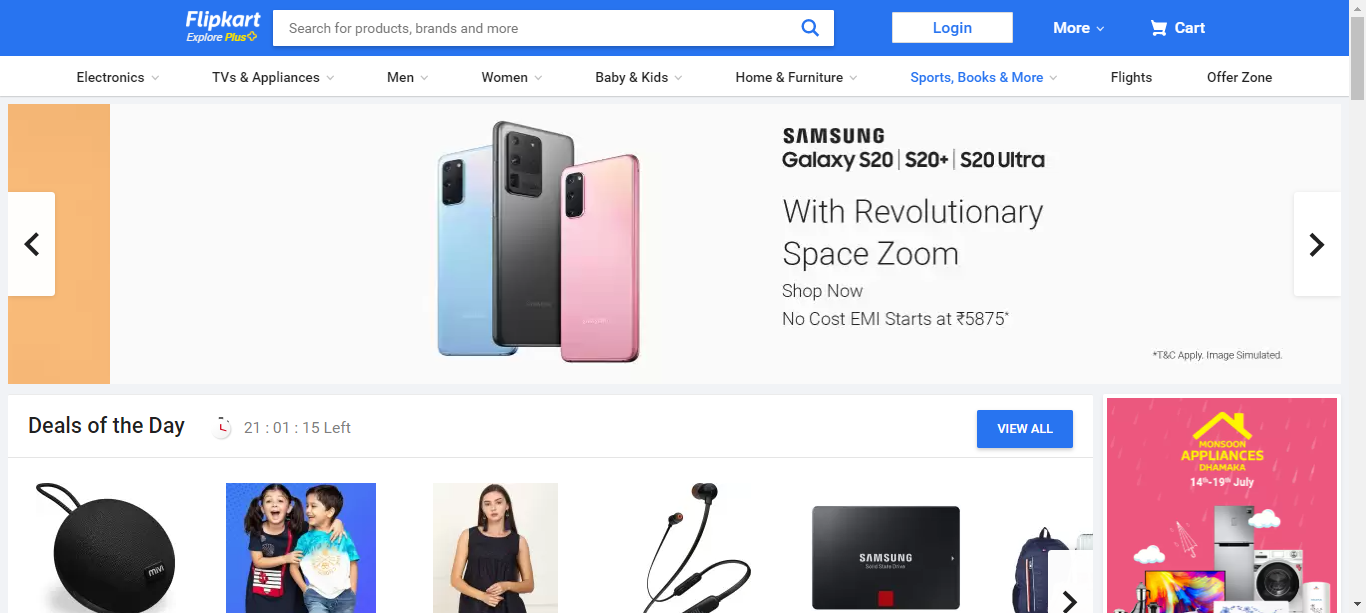 Flipkart
Explore Plus
Search for products, brands and more
Login
More
Cart
Electronics
TVs & Appliances
Men
Women
Baby & Kids
Home & Furniture
Sports, Books & More
Flights
Offer Zone
SAMSUNG
Galaxy S20 | S20+ | S20 Ultra
With Revolutionary
Space Zoom
Shop Now
No Cost EMI Starts at ₹5875*
*T&C Apply. Image Simulated.
Deals of the Day
21 : 01 : 15 Left
VIEW ALL
MONSOON
APPLIANCES
DHAMAKA
14th-19th July
mivi
SAMSUNG
Solid State Drive